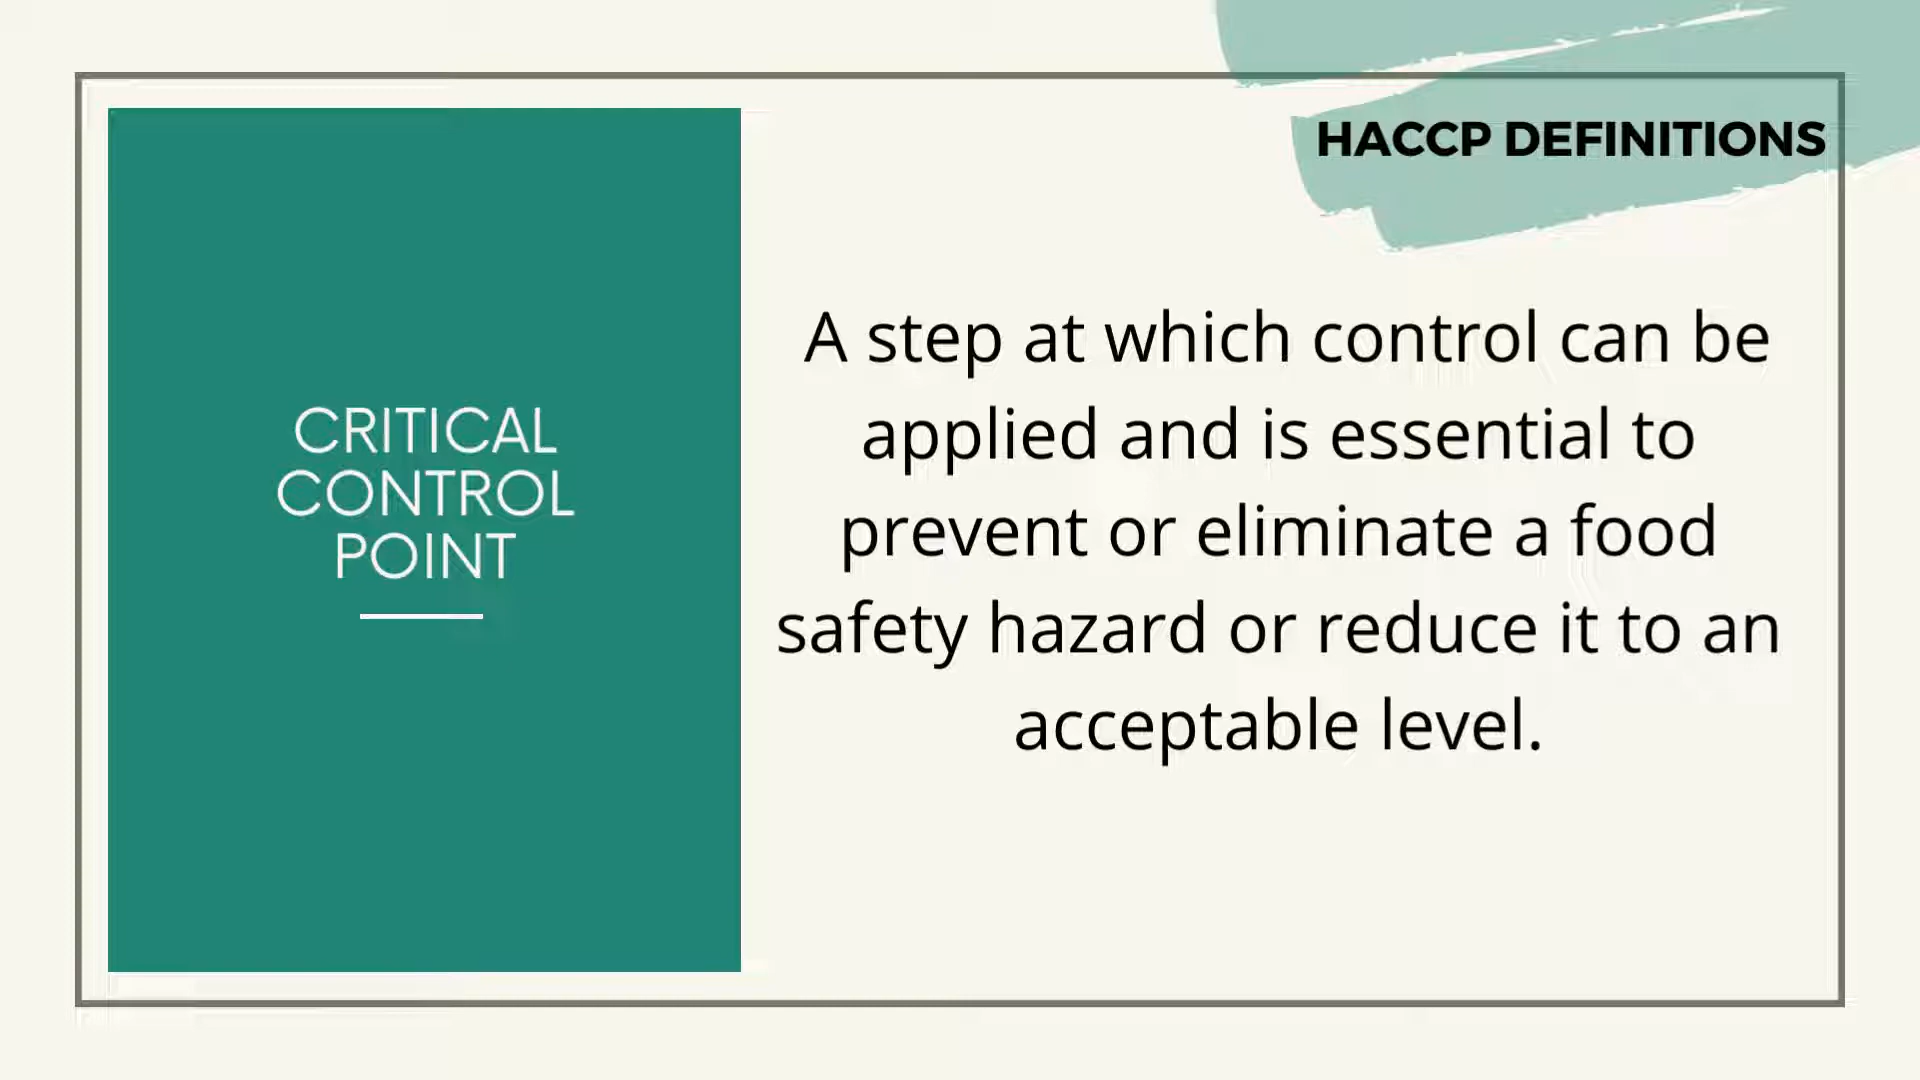 HACCP DEFINITIONS
CRITICAL
CONTROL
POINT
A step at which control can be
applied and is essential to
prevent or eliminate a food
safety hazard or reduce it to an
acceptable level.